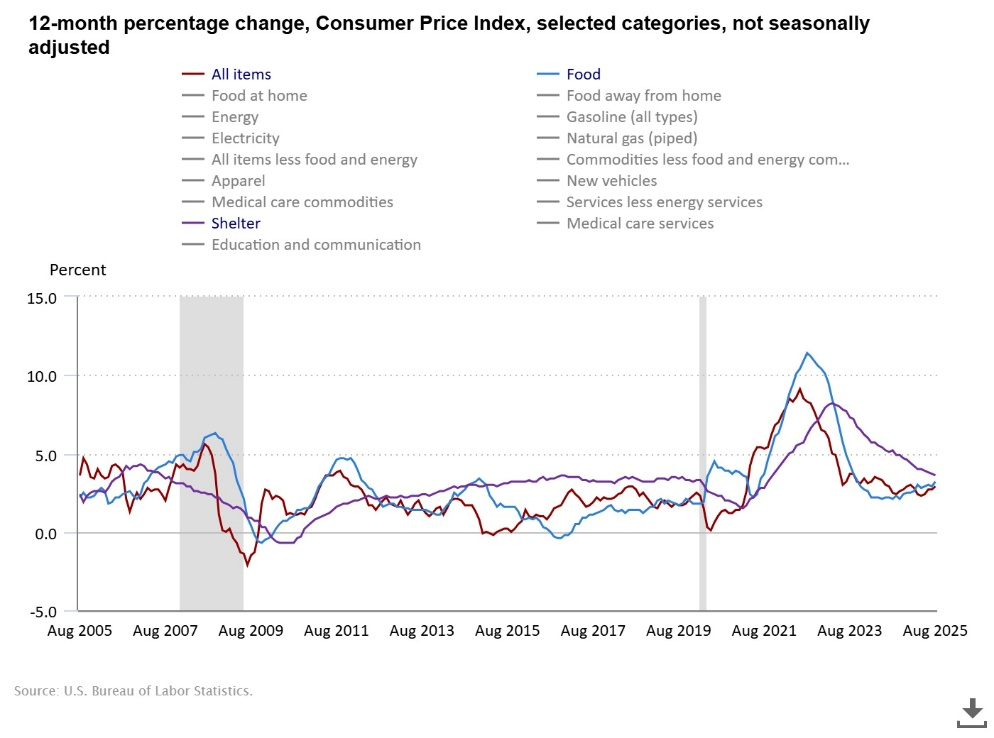 12-month percentage change, Consumer Price Index, selected categories, not seasonally
adjusted
All items
Food
Food at home
Food away from home
Energy
Gasoline (all types)
Electricity
Natural gas (piped)
All items less food and energy
Commodities less food and energy com...
Apparel
New vehicles
Medical care commodities
Services less energy services
Shelter
Medical care services
Education and communication
Percent
15.0
10.0
5.0
0.0
-5.0
Aug 2005 Aug 2007 Aug 2009 Aug 2011 Aug 2013 Aug 2015 Aug 2017 Aug 2019 Aug 2021 Aug 2023 Aug 2025
Source: U.S. Bureau of Labor Statistics.